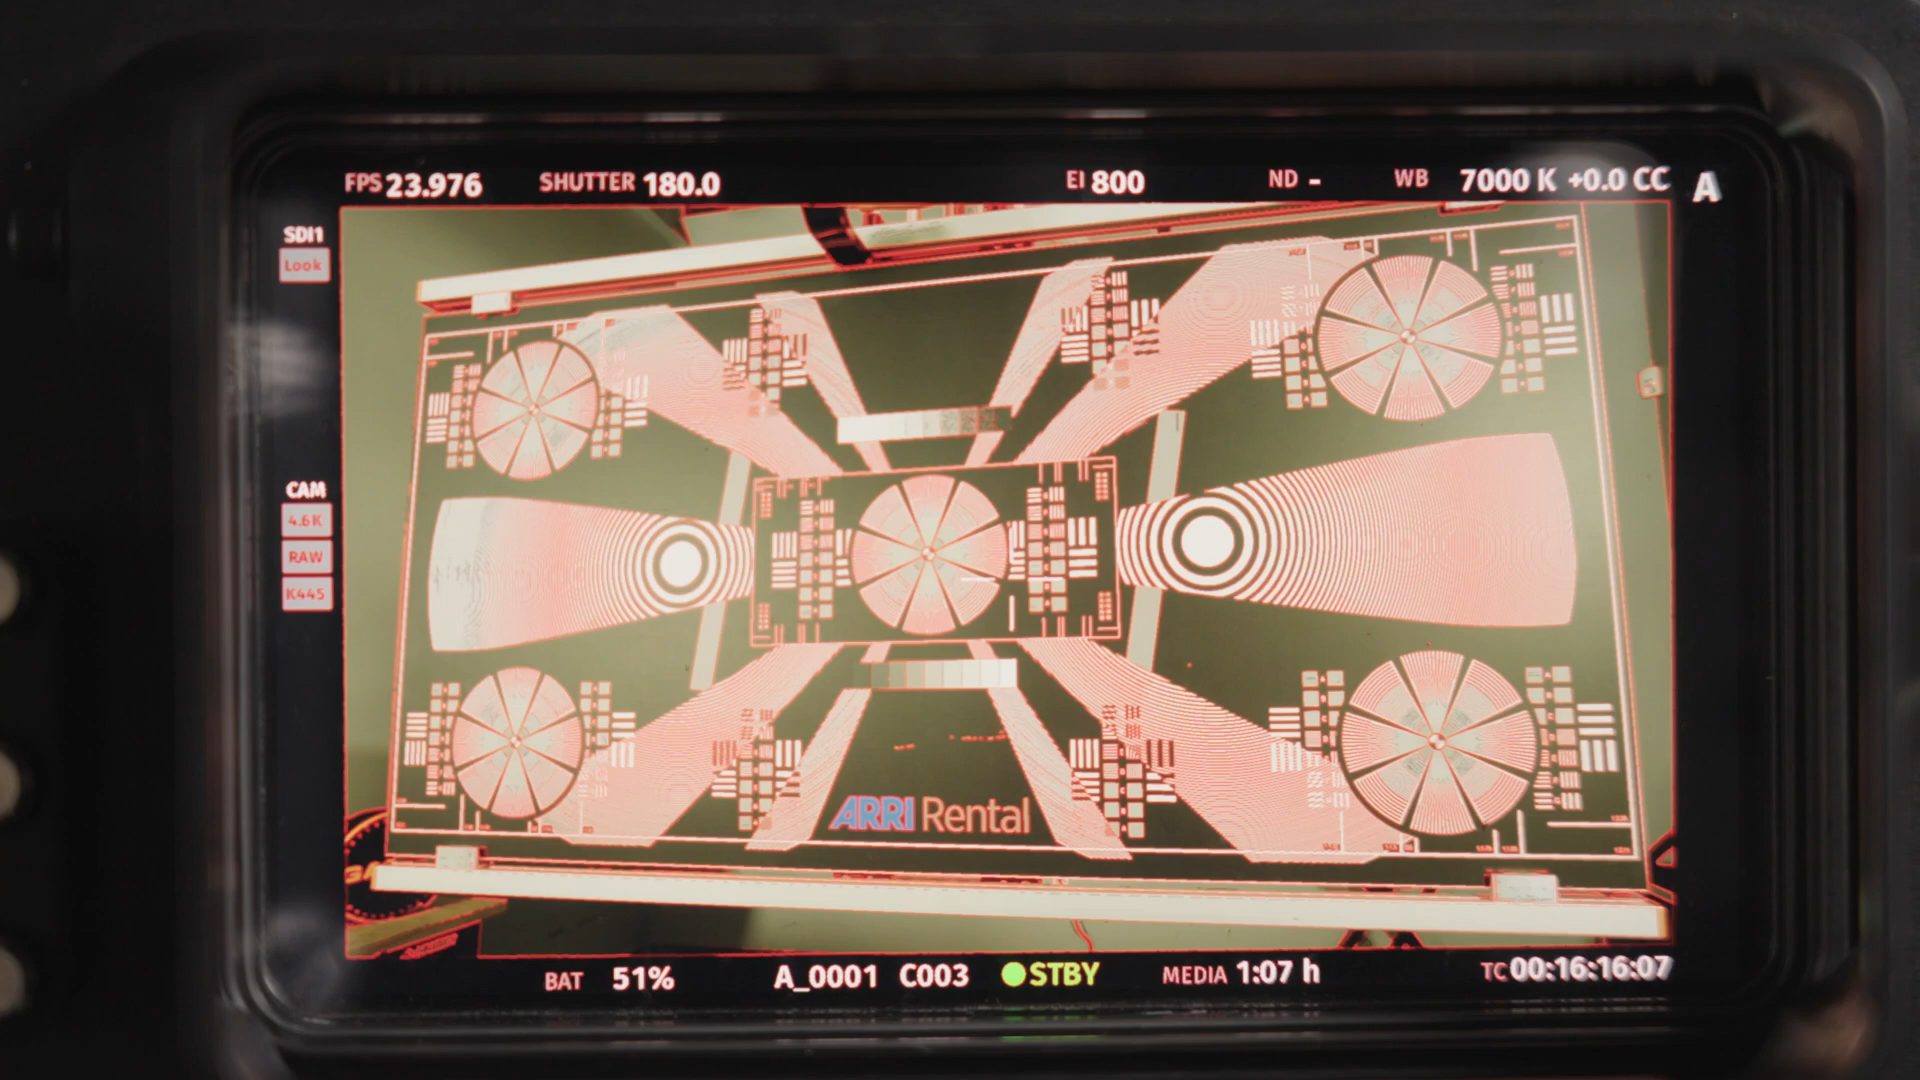 FPS 23.976 SHUTTER 180.0 EI 800 ND - WB 7000 K +0.0 CC A
SDI1
Look
CAM
4.6K
RAW
K445
ARRI Rental
BAT 51% A_0001 C003 STBY MEDIA 1:07 h TC 00:16:16:07